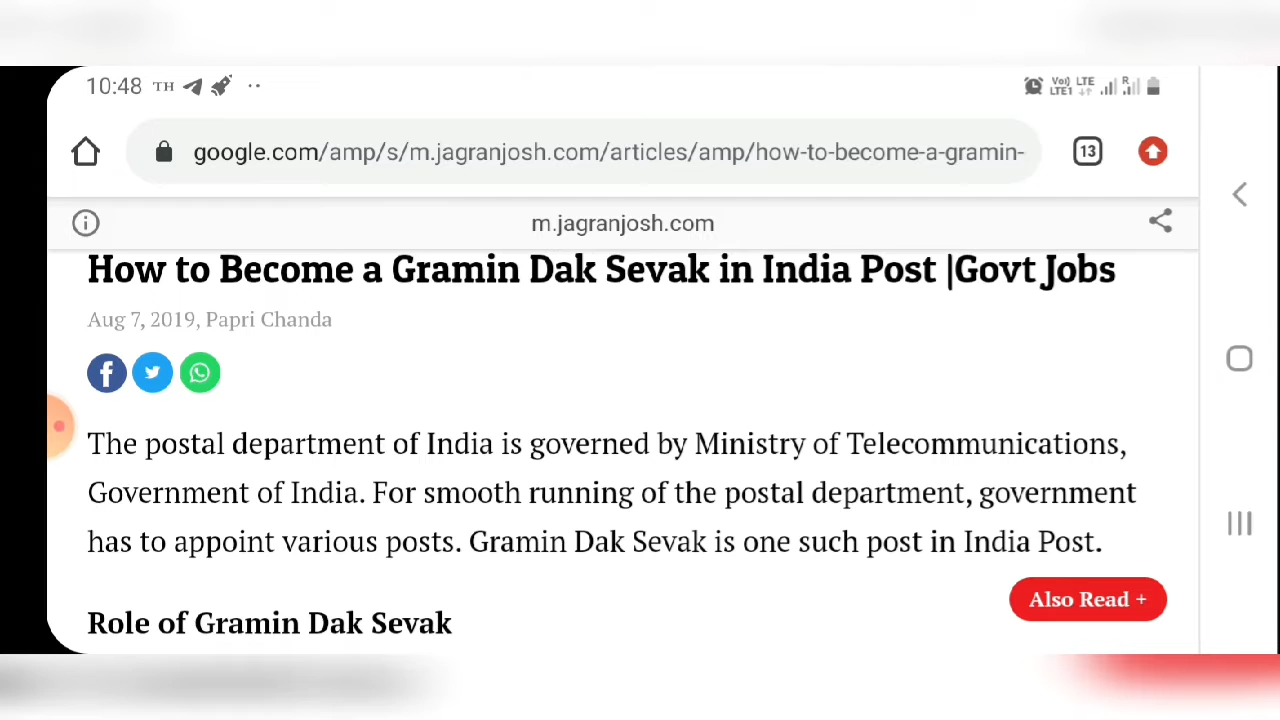 10:48 TH
Vo) LTE
LTE1 R
google.com/amp/s/m.jagranjosh.com/articles/amp/how-to-become-a-gramin-
13
m.jagranjosh.com
How to Become a Gramin Dak Sevak in India Post |Govt Jobs
Aug 7, 2019, Papri Chanda
The postal department of India is governed by Ministry of Telecommunications,
Government of India. For smooth running of the postal department, government
has to appoint various posts. Gramin Dak Sevak is one such post in India Post.
Also Read +
Role of Gramin Dak Sevak